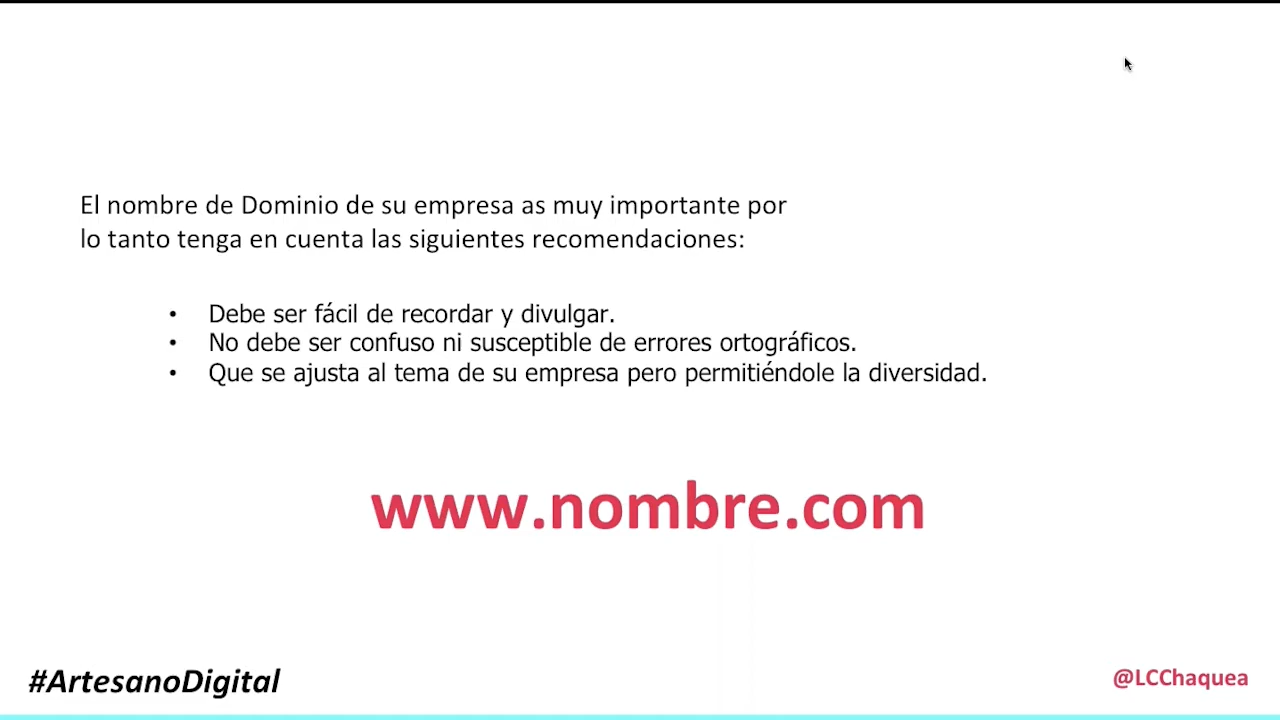 El nombre de Dominio de su empresa as muy importante por
lo tanto tenga en cuenta las siguientes recomendaciones:
• Debe ser fácil de recordar y divulgar.
• No debe ser confuso ni susceptible de errores ortográficos.
• Que se ajusta al tema de su empresa pero permitiéndole la diversidad.
www.nombre.com
#ArtesanoDigital
@LCChaquea